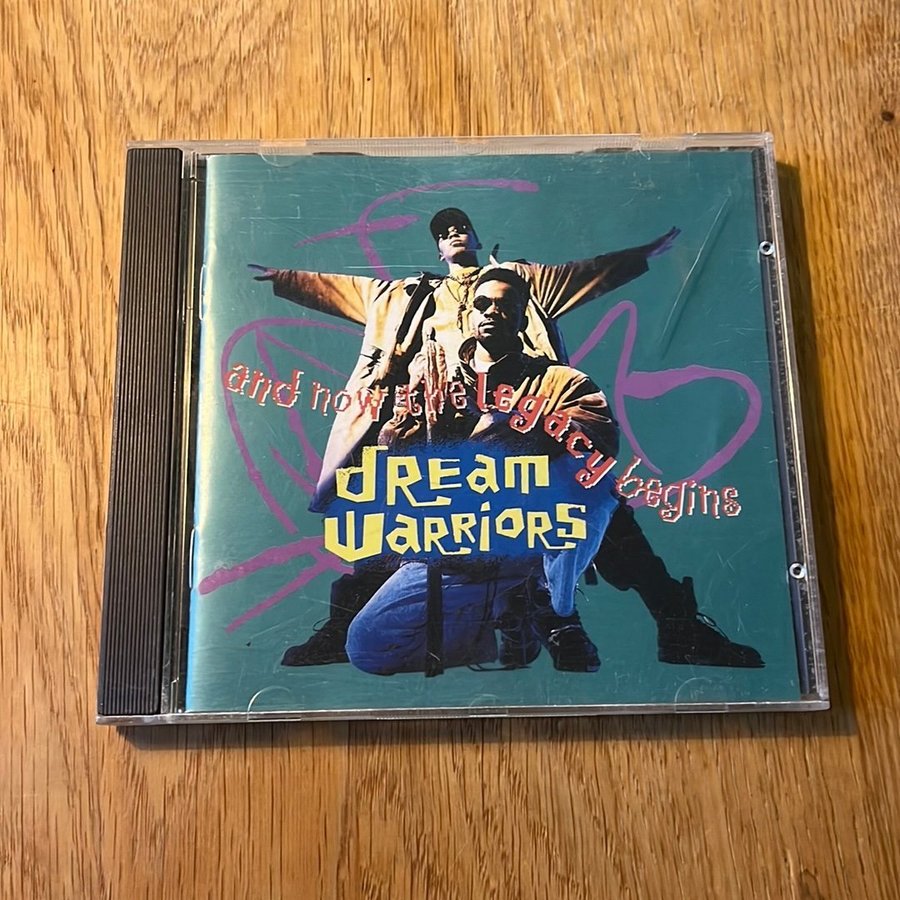 and now the legacy begins
dREam
waRRiORS